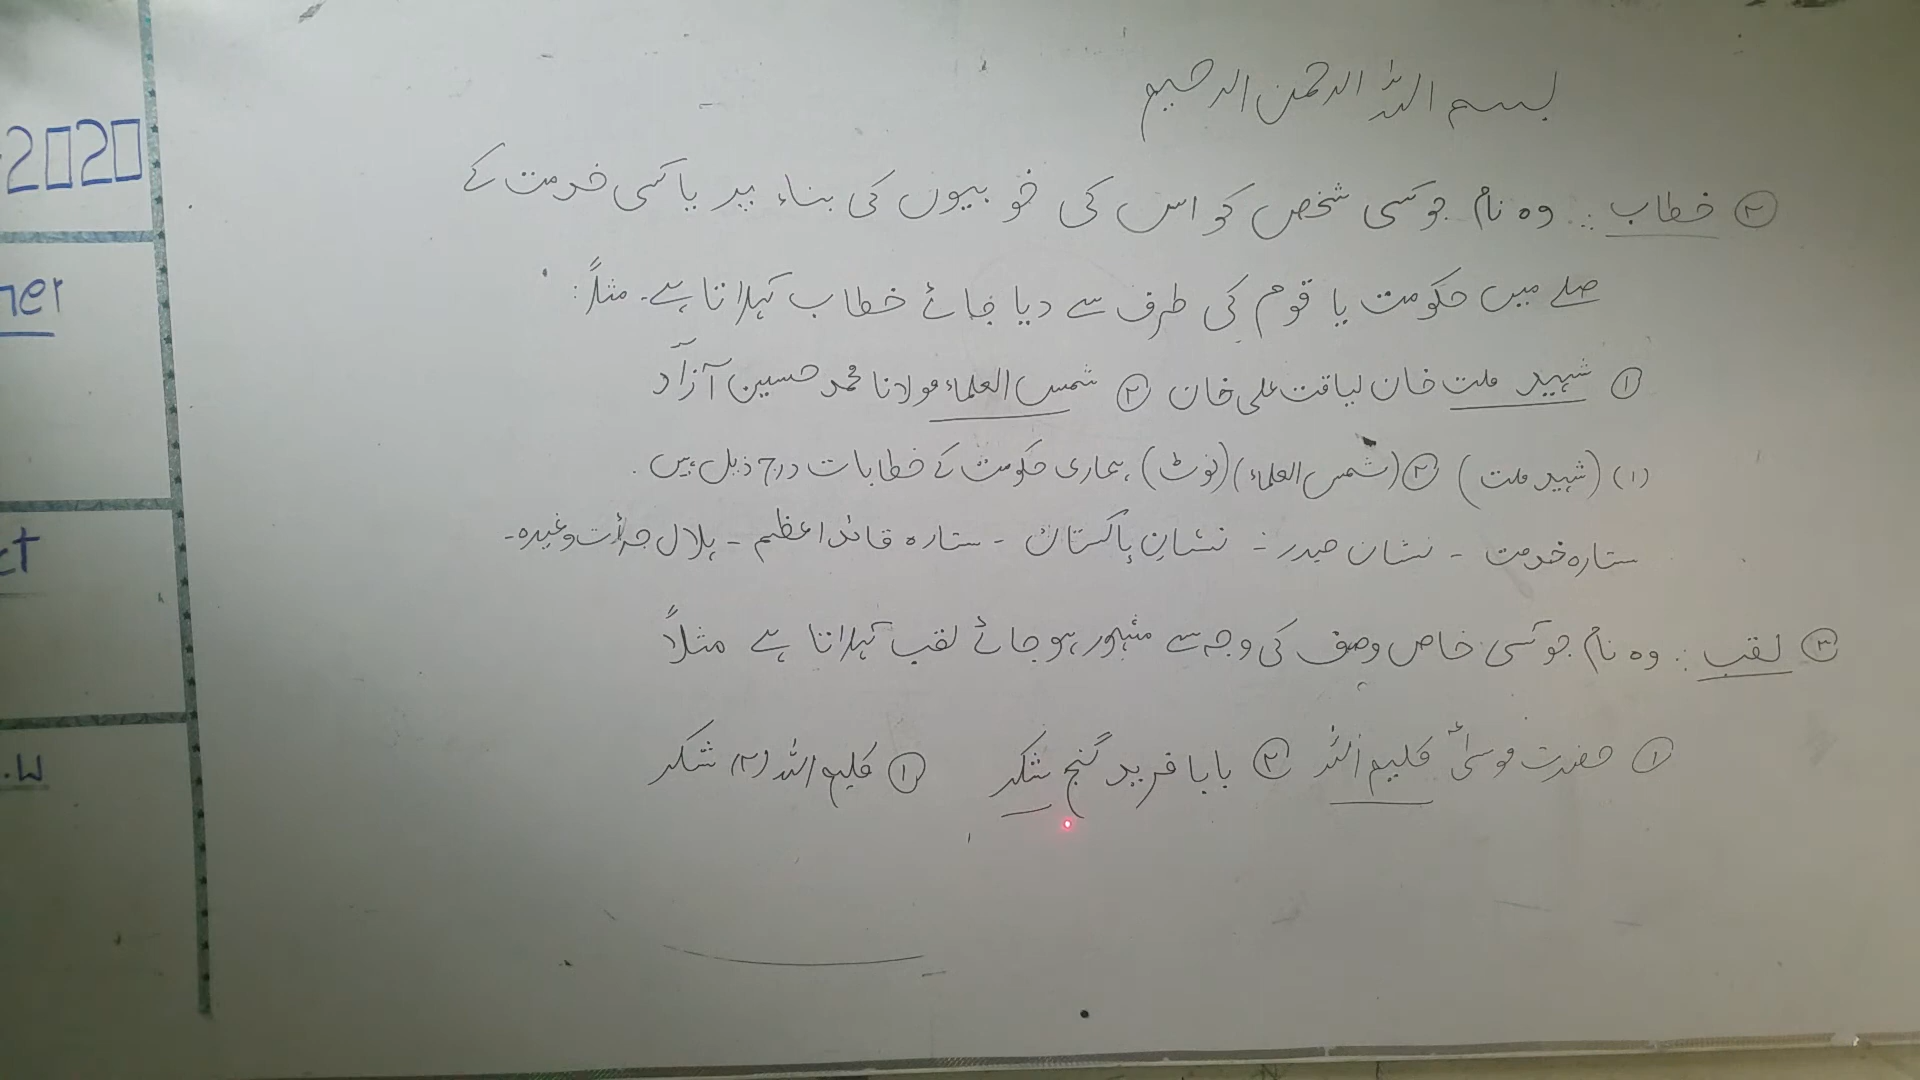 بسم اللہ الرحمن الرحیم
② خطاب :۔ وہ نام جو کسی شخص کو اس کی خوبیوں کی بناء پر یا کسی خدمت کے
صلے میں حکومت یا قوم کی طرف سے دیا جائے خطاب کہلاتا ہے۔ مثلاً:
① شہید ملت خان لیاقت علی خان ② شمس العلماء مولانا محمد حسین آزاد
(۱) (شہید ملت) ② (شمس العلماء) (نوٹ) ہماری حکومت کے خطابات درج ذیل ہیں۔
ستارہ خدمت - نشان حیدر - نشانِ پاکستان - ستارہ قائد اعظم - ہلال جرأت وغیرہ۔
③ لقب :۔ وہ نام جو کسی خاص وصف کی وجہ سے مشہور ہو جائے لقب کہلاتا ہے مثلاً
① حضرت موسیٰؑ کلیم اللہ ② بابا فرید گنج شکر ① کلیم اللہ (۲) شکر
-2020
her
ct
.w